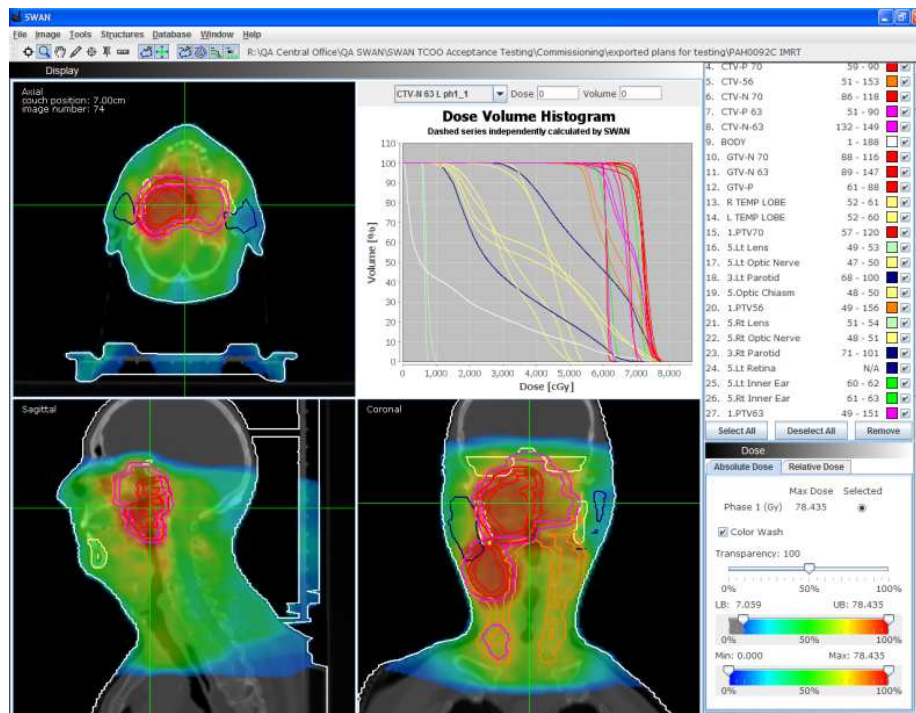 SWAN
File Image Tools Structures Database Window Help
R:\QA Central Office\QA SWAN\SWAN TCOO Acceptance Testing\Commissioning\exported plans for testing\PAH0092C IMRT
Display
Axial
couch position: 7.00cm
image number: 74
CTV-N 63 L ph1_1 Dose 0 Volume 0
Dose Volume Histogram
Dashed series independently calculated by SWAN
Volume [%]
110
100
90
80
70
60
50
40
30
20
10
0
0 1,000 2,000 3,000 4,000 5,000 6,000 7,000 8,000
Dose [cGy]
Sagittal
Coronal
4. CTV-P 70 59 - 90
5. CTV-56 51 - 153
6. CTV-N 70 86 - 118
7. CTV-P 63 51 - 90
8. CTV-N-63 132 - 149
9. BODY 1 - 188
10. GTV-N 70 88 - 116
11. GTV-N 63 89 - 147
12. GTV-P 61 - 88
13. R TEMP LOBE 52 - 61
14. L TEMP LOBE 52 - 60
15. 1.PTV70 57 - 120
16. 5.Lt Lens 49 - 53
17. 5.Lt Optic Nerve 47 - 50
18. 3.Lt Parotid 68 - 100
19. 5.Optic Chiasm 48 - 50
20. 1.PTV56 49 - 156
21. 5.Rt Lens 51 - 54
22. 5.Rt Optic Nerve 48 - 51
23. 3.Rt Parotid 71 - 101
24. 5.Lt Retina N/A
25. 5.Lt Inner Ear 60 - 62
26. 5.Rt Inner Ear 61 - 63
27. 1.PTV63 49 - 151
Select All Deselect All Remove
Dose
Absolute Dose Relative Dose
Max Dose Selected
Phase 1 (Gy) 78.435
Color Wash
Transparency: 100
0% 50% 100%
LB: 7.059 UB: 78.435
0% 50% 100%
Min: 0.000 Max: 78.435
0% 50% 100%